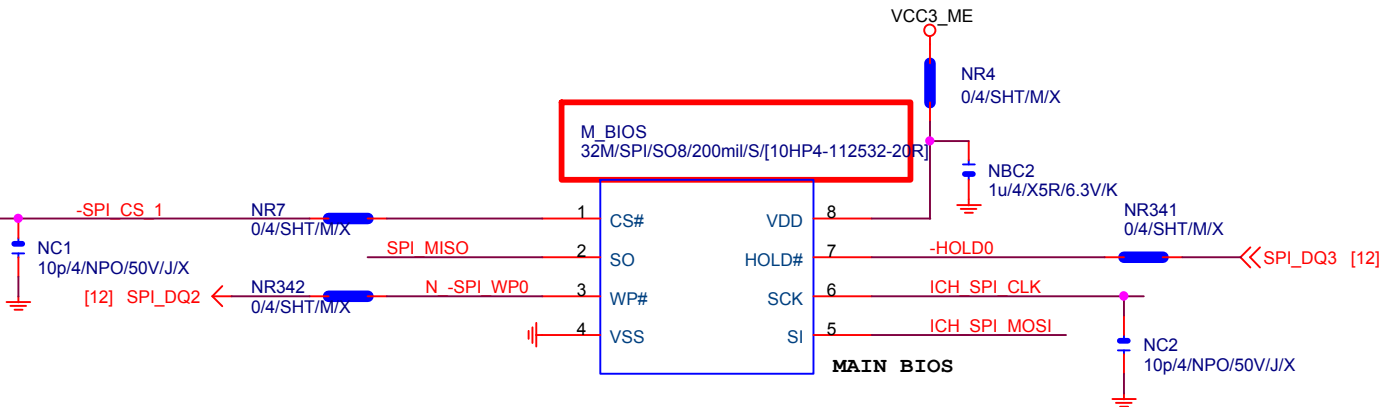 VCC3_ME
NR4
0/4/SHT/M/X
M_BIOS
32M/SPI/SO8/200mil/S/[10HP4-112532-20R]
NBC2
1u/4/X5R/6.3V/K
-SPI_CS_1
NR7
0/4/SHT/M/X
1
CS#
VDD
8
NR341
0/4/SHT/M/X
NC1
10p/4/NPO/50V/J/X
SPI_MISO
2
SO
HOLD#
7
-HOLD0
SPI_DQ3 [12]
[12] SPI_DQ2
NR342
0/4/SHT/M/X
N_-SPI_WP0
3
WP#
SCK
6
ICH_SPI_CLK
4
VSS
SI
5
ICH_SPI_MOSI
NC2
10p/4/NPO/50V/J/X
MAIN BIOS